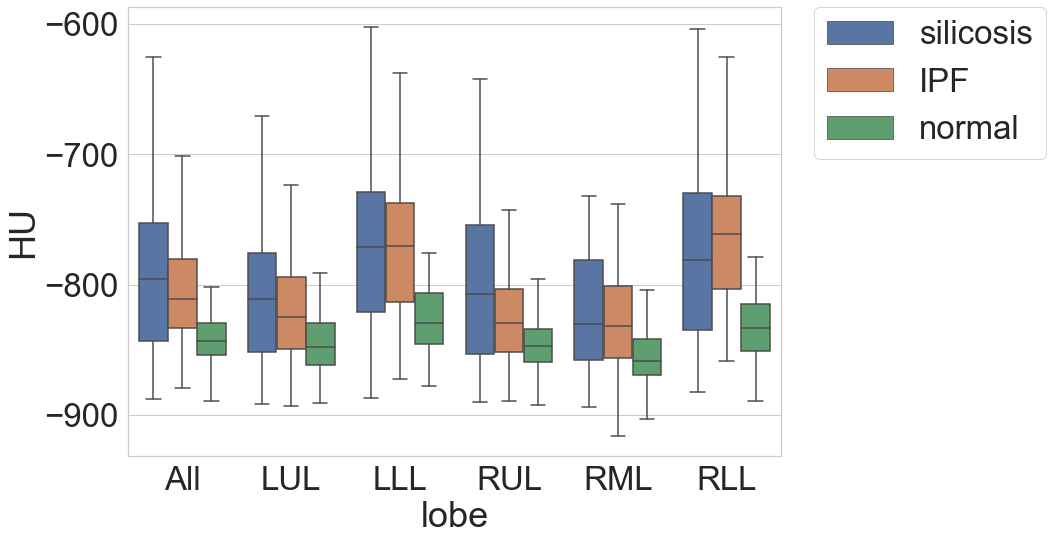 −600
−700
−800
−900
HU
All LUL LLL RUL RML RLL
lobe
silicosis
IPF
normal